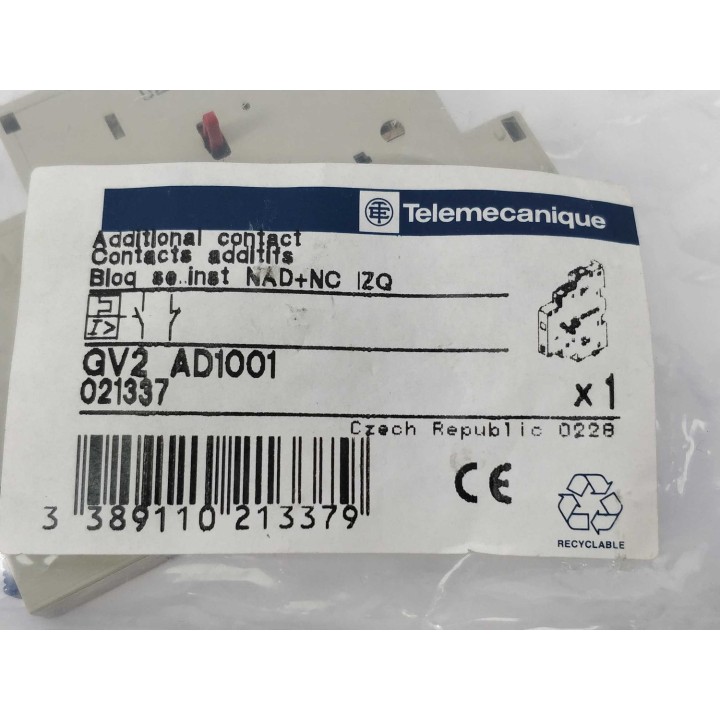 Telemecanique
Additional contact
Contacts additifs
Bloq se..inst NAD+NC IZQ
I>
GV2 AD1001
021337
x 1
Czech Republic 0228
3 389110 213379
CE
RECYCLABLE